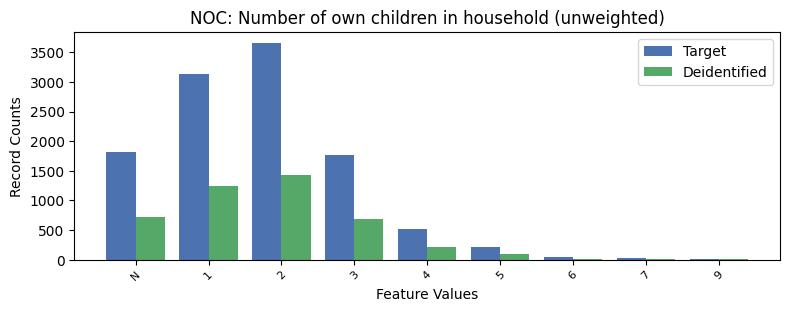 NOC: Number of own children in household (unweighted)
Target
Deidentified
Record Counts
3500
3000
2500
2000
1500
1000
500
0
N 1 2 3 4 5 6 7 9
Feature Values